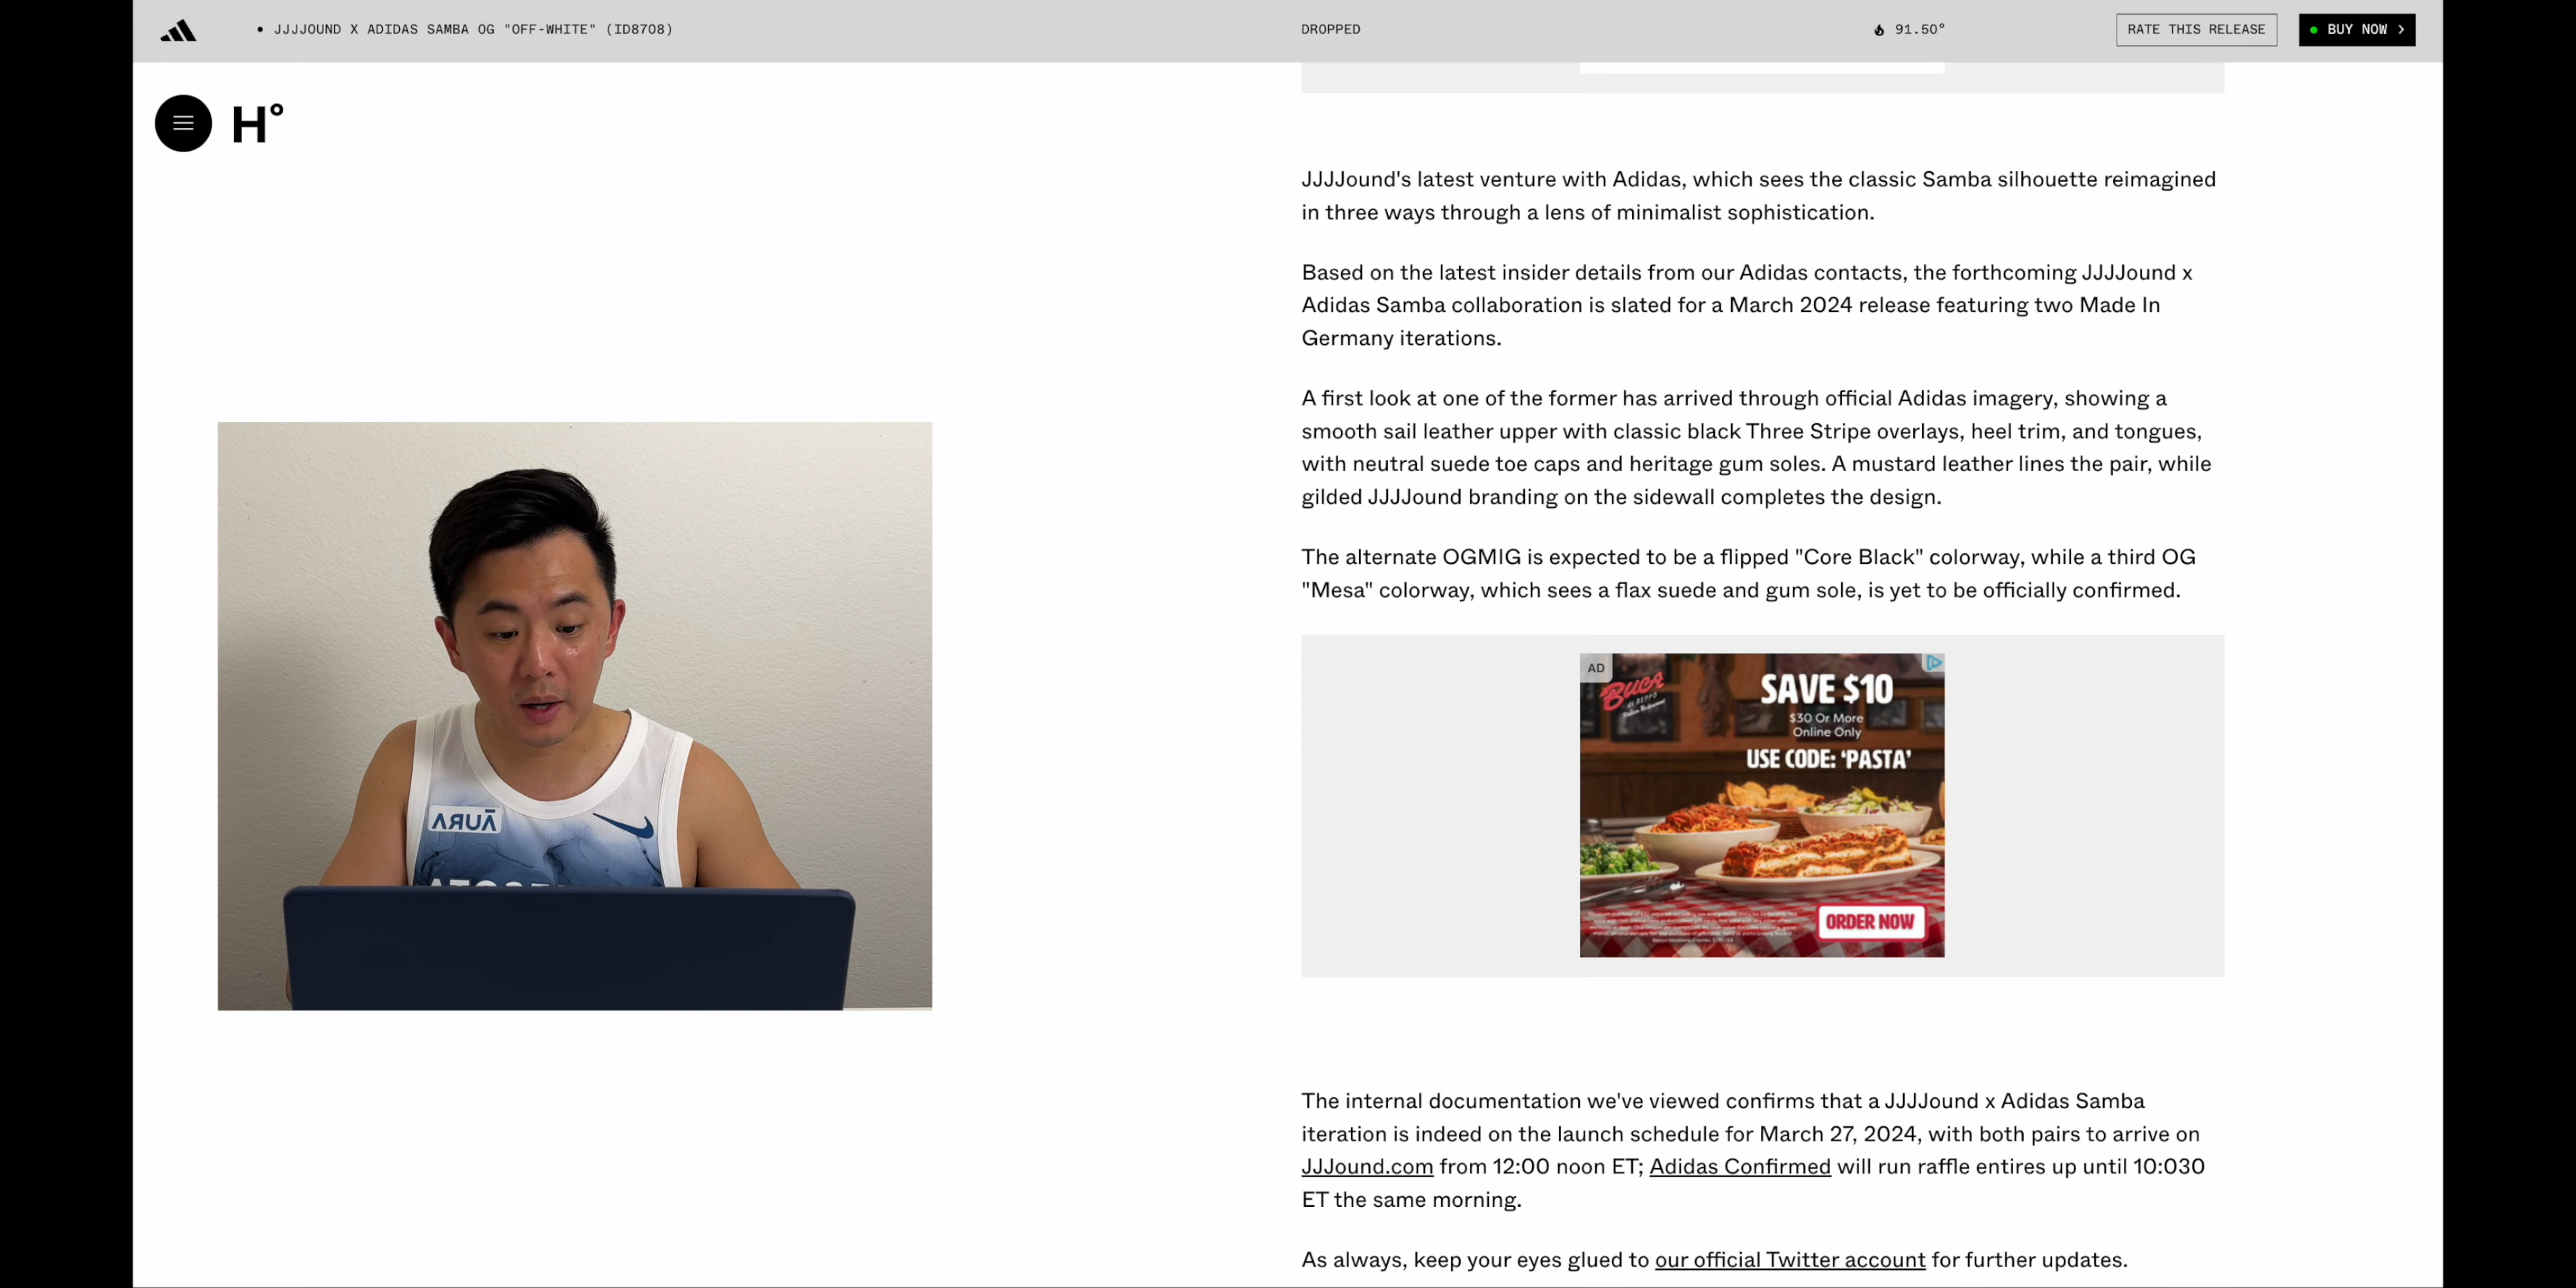 JJJJOUND X ADIDAS SAMBA OG "OFF-WHITE" (ID8708)
DROPPED
91.50°
RATE THIS RELEASE
BUY NOW >
H°
JJJJound's latest venture with Adidas, which sees the classic Samba silhouette reimagined
in three ways through a lens of minimalist sophistication.
Based on the latest insider details from our Adidas contacts, the forthcoming JJJJound x
Adidas Samba collaboration is slated for a March 2024 release featuring two Made In
Germany iterations.
A first look at one of the former has arrived through official Adidas imagery, showing a
smooth sail leather upper with classic black Three Stripe overlays, heel trim, and tongues,
with neutral suede toe caps and heritage gum soles. A mustard leather lines the pair, while
gilded JJJJound branding on the sidewall completes the design.
The alternate OGMIG is expected to be a flipped "Core Black" colorway, while a third OG
"Mesa" colorway, which sees a flax suede and gum sole, is yet to be officially confirmed.
AD
BUCA
di BEPPO
Italian Restaurant
SAVE $10
$30 Or More
Online Only
USE CODE: 'PASTA'
ORDER NOW
ĀURA
The internal documentation we've viewed confirms that a JJJJound x Adidas Samba
iteration is indeed on the launch schedule for March 27, 2024, with both pairs to arrive on
JJJound.com from 12:00 noon ET; Adidas Confirmed will run raffle entires up until 10:030
ET the same morning.
As always, keep your eyes glued to our official Twitter account for further updates.